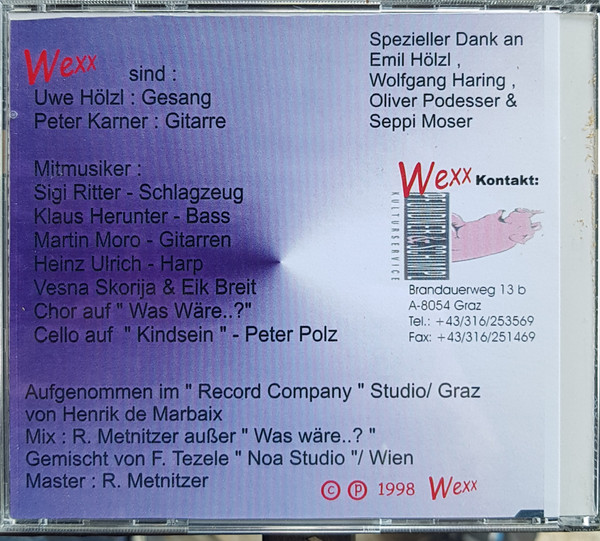 Wexx sind :
Uwe Hölzl : Gesang
Peter Karner : Gitarre
Spezieller Dank an
Emil Hölzl ,
Wolfgang Haring ,
Oliver Podesser &
Seppi Moser
Mitmusiker :
Sigi Ritter - Schlagzeug
Klaus Herunter - Bass
Martin Moro - Gitarren
Heinz Ulrich - Harp
Vesna Skorija & Eik Breit
Chor auf " Was Wäre..?"
Cello auf " Kindsein " - Peter Polz
Wexx Kontakt:
KULTURSERVICE
Brandauerweg 13 b
A-8054 Graz
Tel.: +43/316/253569
Fax: +43/316/251469
Aufgenommen im " Record Company " Studio/ Graz
von Henrik de Marbaix
Mix : R. Metnitzer außer " Was wäre..? "
Gemischt von F. Tezele " Noa Studio "/ Wien
Master : R. Metnitzer
© ℗ 1998 Wexx